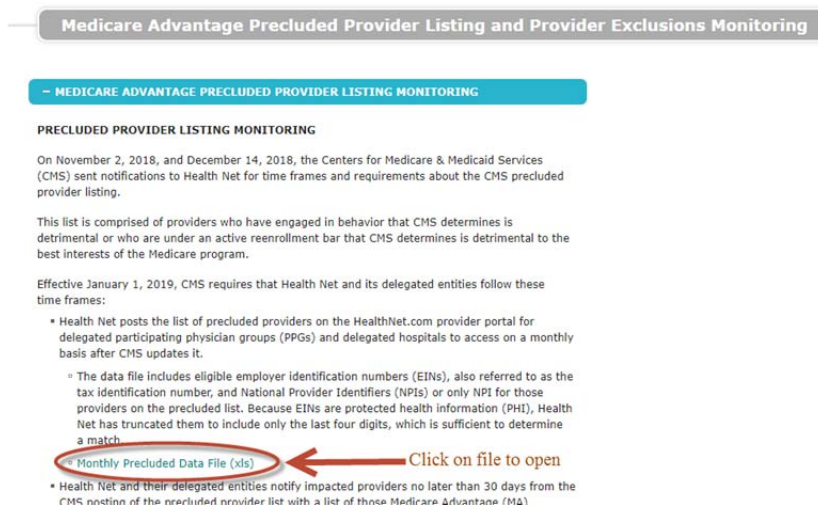 Medicare Advantage Precluded Provider Listing and Provider Exclusions Monitoring
– MEDICARE ADVANTAGE PRECLUDED PROVIDER LISTING MONITORING
PRECLUDED PROVIDER LISTING MONITORING
On November 2, 2018, and December 14, 2018, the Centers for Medicare & Medicaid Services
(CMS) sent notifications to Health Net for time frames and requirements about the CMS precluded
provider listing.
This list is comprised of providers who have engaged in behavior that CMS determines is
detrimental or who are under an active reenrollment bar that CMS determines is detrimental to the
best interests of the Medicare program.
Effective January 1, 2019, CMS requires that Health Net and its delegated entities follow these
time frames:
▪ Health Net posts the list of precluded providers on the HealthNet.com provider portal for
delegated participating physician groups (PPGs) and delegated hospitals to access on a monthly
basis after CMS updates it.
▫ The data file includes eligible employer identification numbers (EINs), also referred to as the
tax identification number, and National Provider Identifiers (NPIs) or only NPI for those
providers on the precluded list. Because EINs are protected health information (PHI), Health
Net has truncated them to include only the last four digits, which is sufficient to determine
a match.
▫ Monthly Precluded Data File (xls) Click on file to open
▪ Health Net and their delegated entities notify impacted providers no later than 30 days from the
CMS posting of the precluded provider list with a list of those Medicare Advantage (MA)